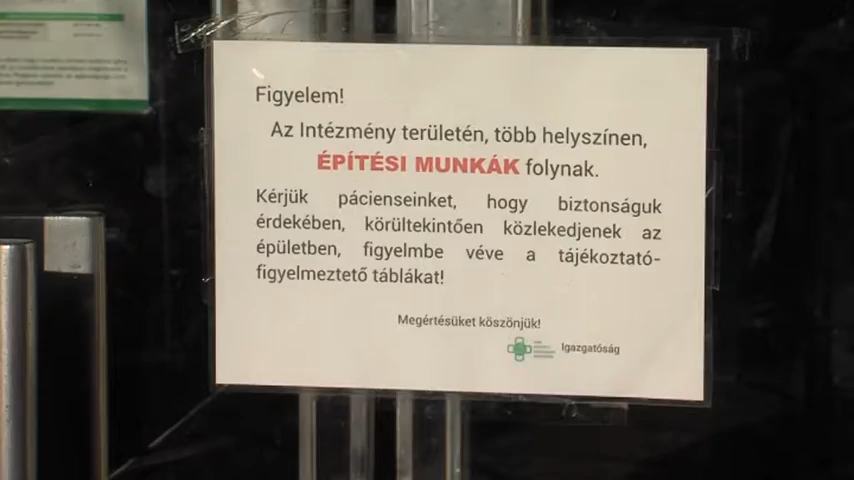 Figyelem!
Az Intézmény területén, több helyszínen,
ÉPÍTÉSI MUNKÁK folynak.
Kérjük pácienseinket, hogy biztonságuk
érdekében, körültekintően közlekedjenek az
épületben, figyelmbe véve a tájékoztató-
figyelmeztető táblákat!
Megértésüket köszönjük!
Igazgatóság